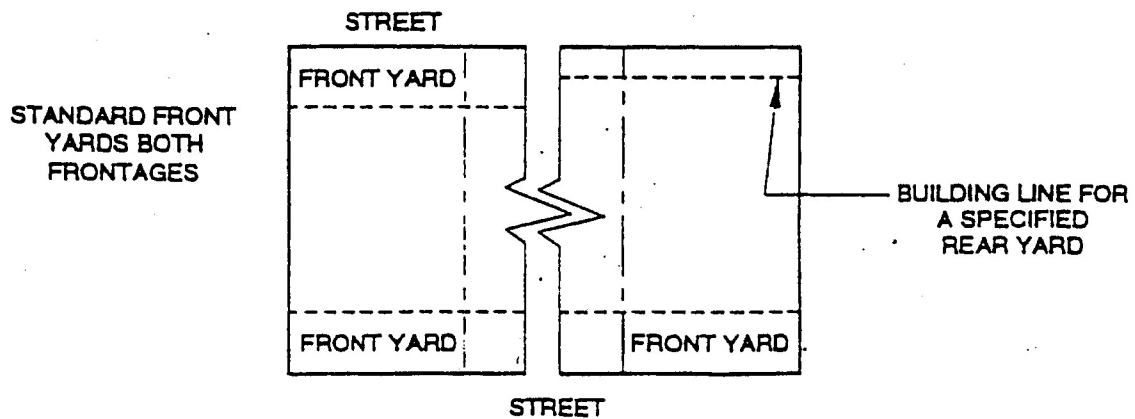 STREET
FRONT YARD
STANDARD FRONT
YARDS BOTH
FRONTAGES
BUILDING LINE FOR
A SPECIFIED
REAR YARD
FRONT YARD
FRONT YARD
STREET